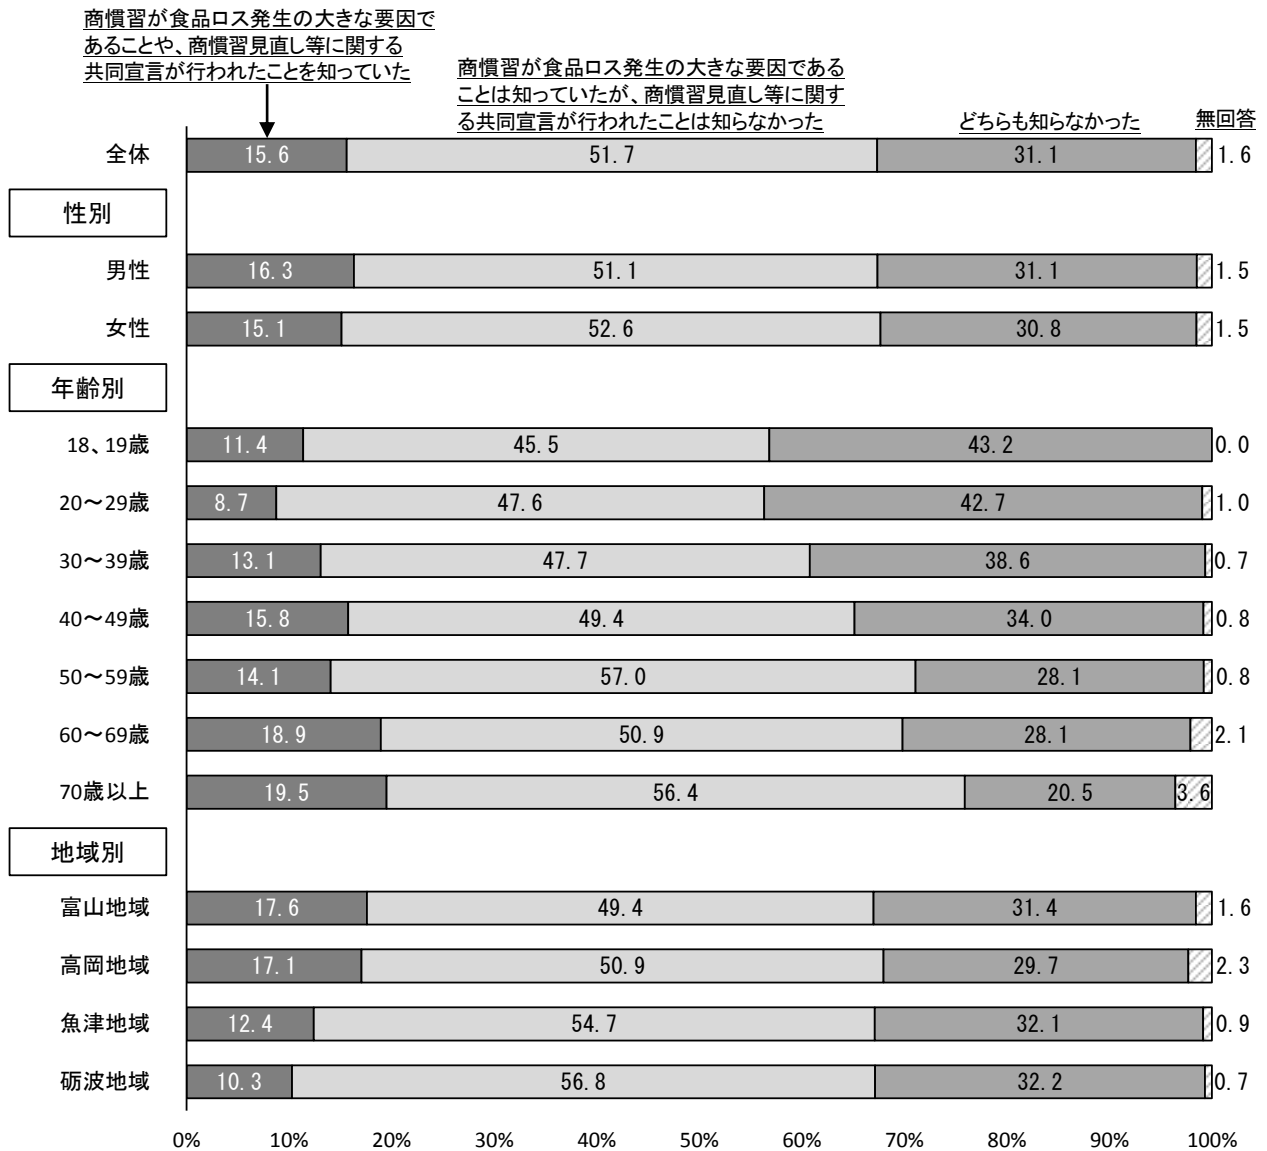 商慣習が食品ロス発生の大きな要因で
あることや、商慣習見直し等に関する
共同宣言が行われたことを知っていた
商慣習が食品ロス発生の大きな要因である
ことは知っていたが、商慣習見直し等に関す
る共同宣言が行われたことは知らなかった
どちらも知らなかった
無回答
全体 15.6 51.7 31.1 1.6
性別
男性 16.3 51.1 31.1 1.5
女性 15.1 52.6 30.8 1.5
年齢別
18、19歳 11.4 45.5 43.2 0.0
20～29歳 8.7 47.6 42.7 1.0
30～39歳 13.1 47.7 38.6 0.7
40～49歳 15.8 49.4 34.0 0.8
50～59歳 14.1 57.0 28.1 0.8
60～69歳 18.9 50.9 28.1 2.1
70歳以上 19.5 56.4 20.5 3.6
地域別
富山地域 17.6 49.4 31.4 1.6
高岡地域 17.1 50.9 29.7 2.3
魚津地域 12.4 54.7 32.1 0.9
砺波地域 10.3 56.8 32.2 0.7
0% 10% 20% 30% 40% 50% 60% 70% 80% 90% 100%